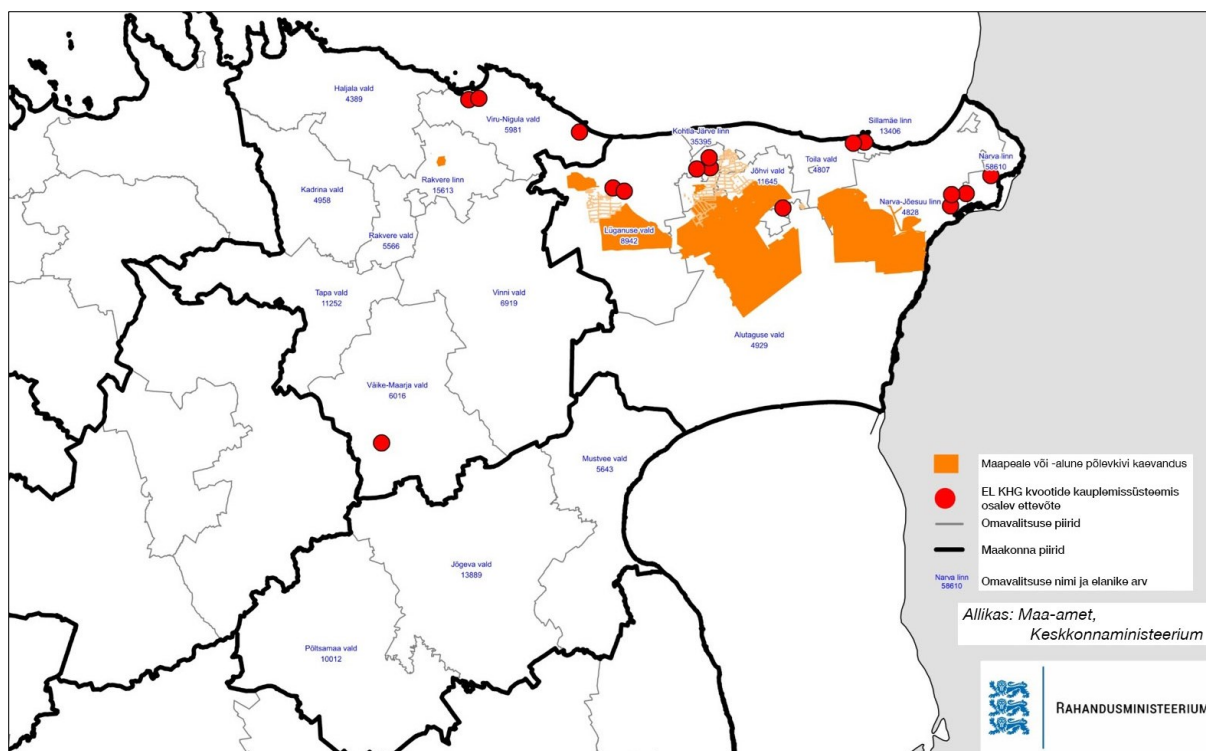 Haljala vald
4389
Viru-Nigula vald
5981
Kohtla-Järve linn
35395
Sillamäe linn
13406
Toila vald
4807
Narva linn
58610
Rakvere linn
15613
Jõhvi vald
11645
Kadrina vald
4958
Narva-Jõesuu linn
4828
Rakvere vald
5566
Lüganuse vald
8942
Tapa vald
11252
Vinni vald
6919
Alutaguse vald
4929
Väike-Maarja vald
6016
Mustvee vald
5643
Jõgeva vald
13889
Põltsamaa vald
10012
Maapeale või -alune põlevkivi kaevandus
EL KHG kvootide kauplemissüsteemis
osalev ettevõte
Omavalitsuse piirid
Maakonna piirid
Narva linn
58610
Omavalitsuse nimi ja elanike arv
Allikas: Maa-amet,
Keskkonnaministeerium
RAHANDUSMINISTEERIUM